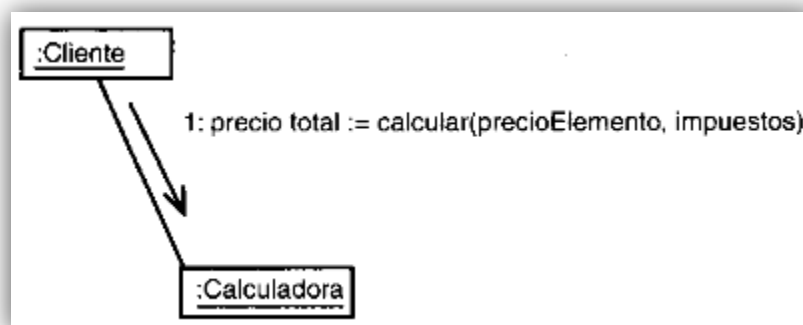 :Cliente
1: precio total := calcular(precioElemento, impuestos)
:Calculadora